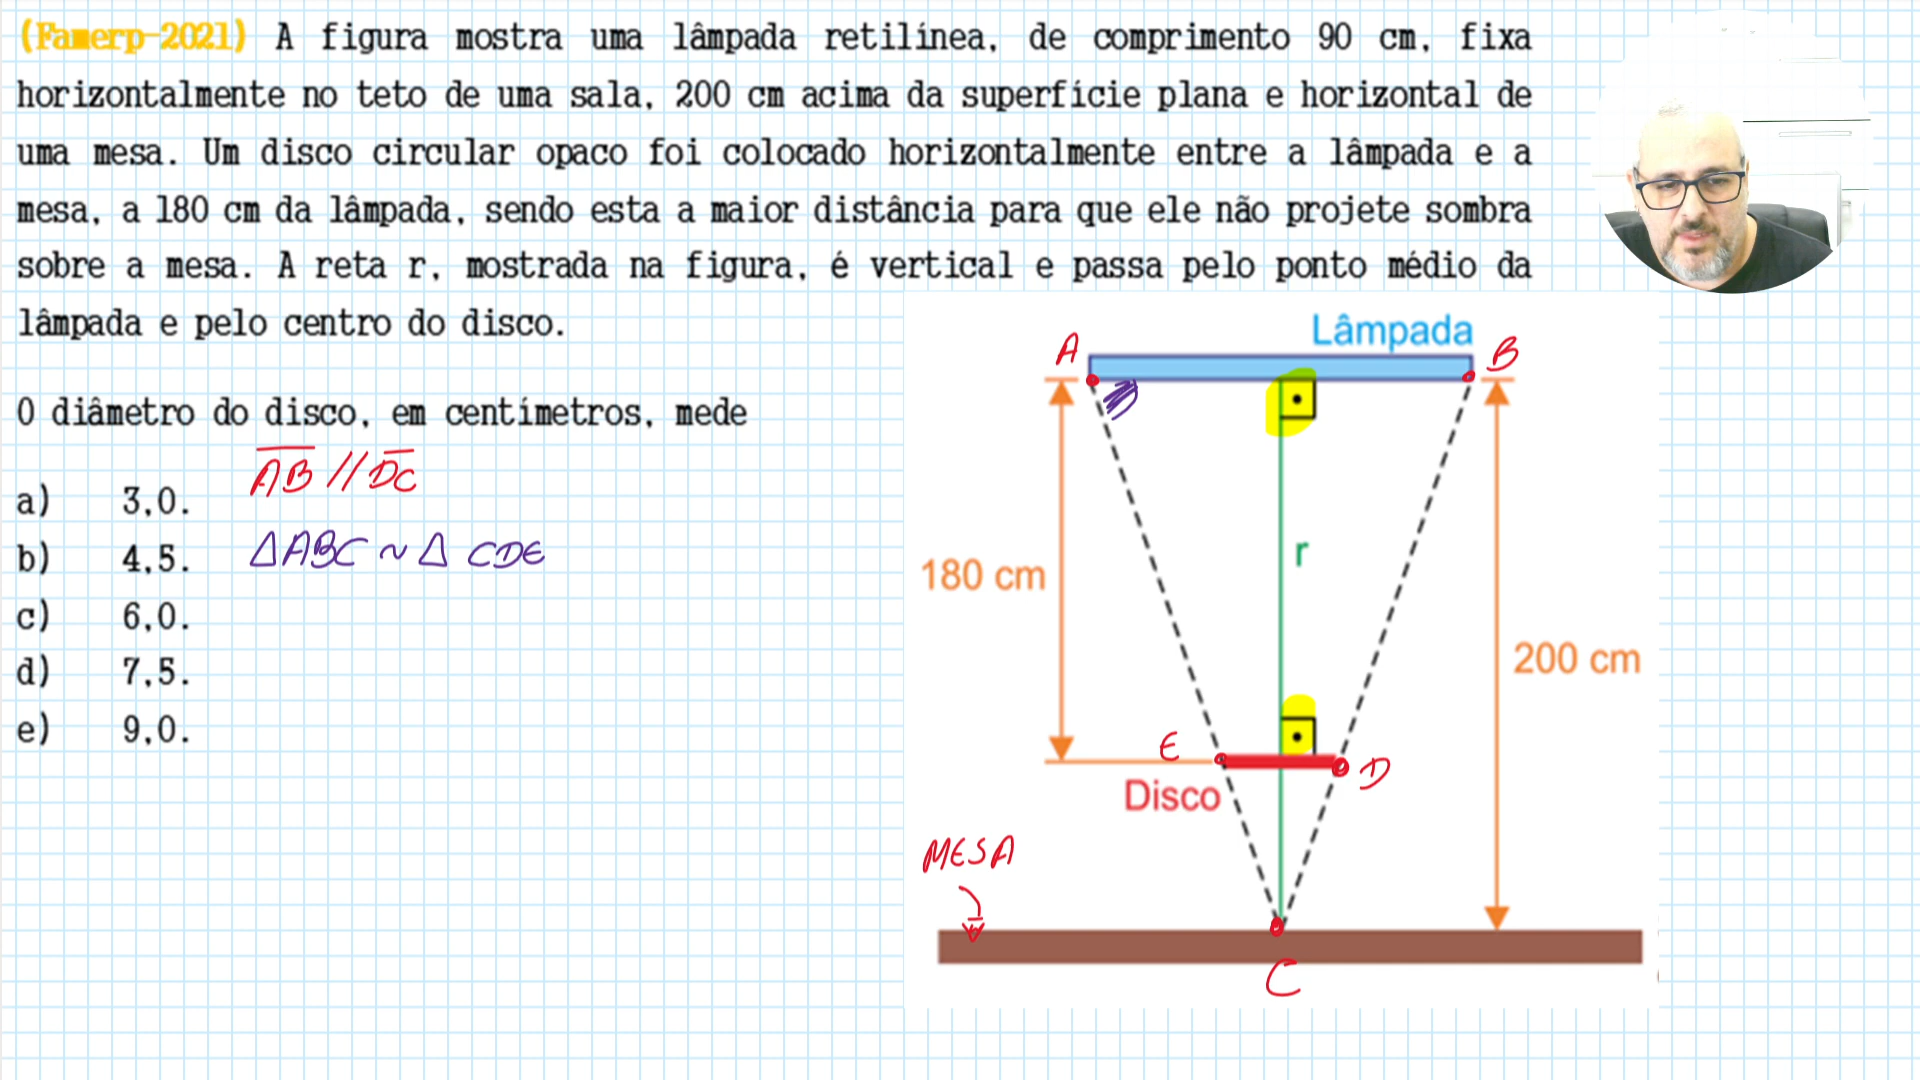 (Famerp-2021) A figura mostra uma lâmpada retilínea, de comprimento 90 cm, fixa
horizontalmente no teto de uma sala, 200 cm acima da superfície plana e horizontal de
uma mesa. Um disco circular opaco foi colocado horizontalmente entre a lâmpada e a
mesa, a 180 cm da lâmpada, sendo esta a maior distância para que ele não projete sombra
sobre a mesa. A reta r, mostrada na figura, é vertical e passa pelo ponto médio da
lâmpada e pelo centro do disco.
O diâmetro do disco, em centímetros, mede
AB // DC
a) 3,0.
b) 4,5.
ΔABC ~ Δ CDE
c) 6,0.
d) 7,5.
e) 9,0.
Lâmpada
A
B
r
180 cm
200 cm
E
D
Disco
MESA
C